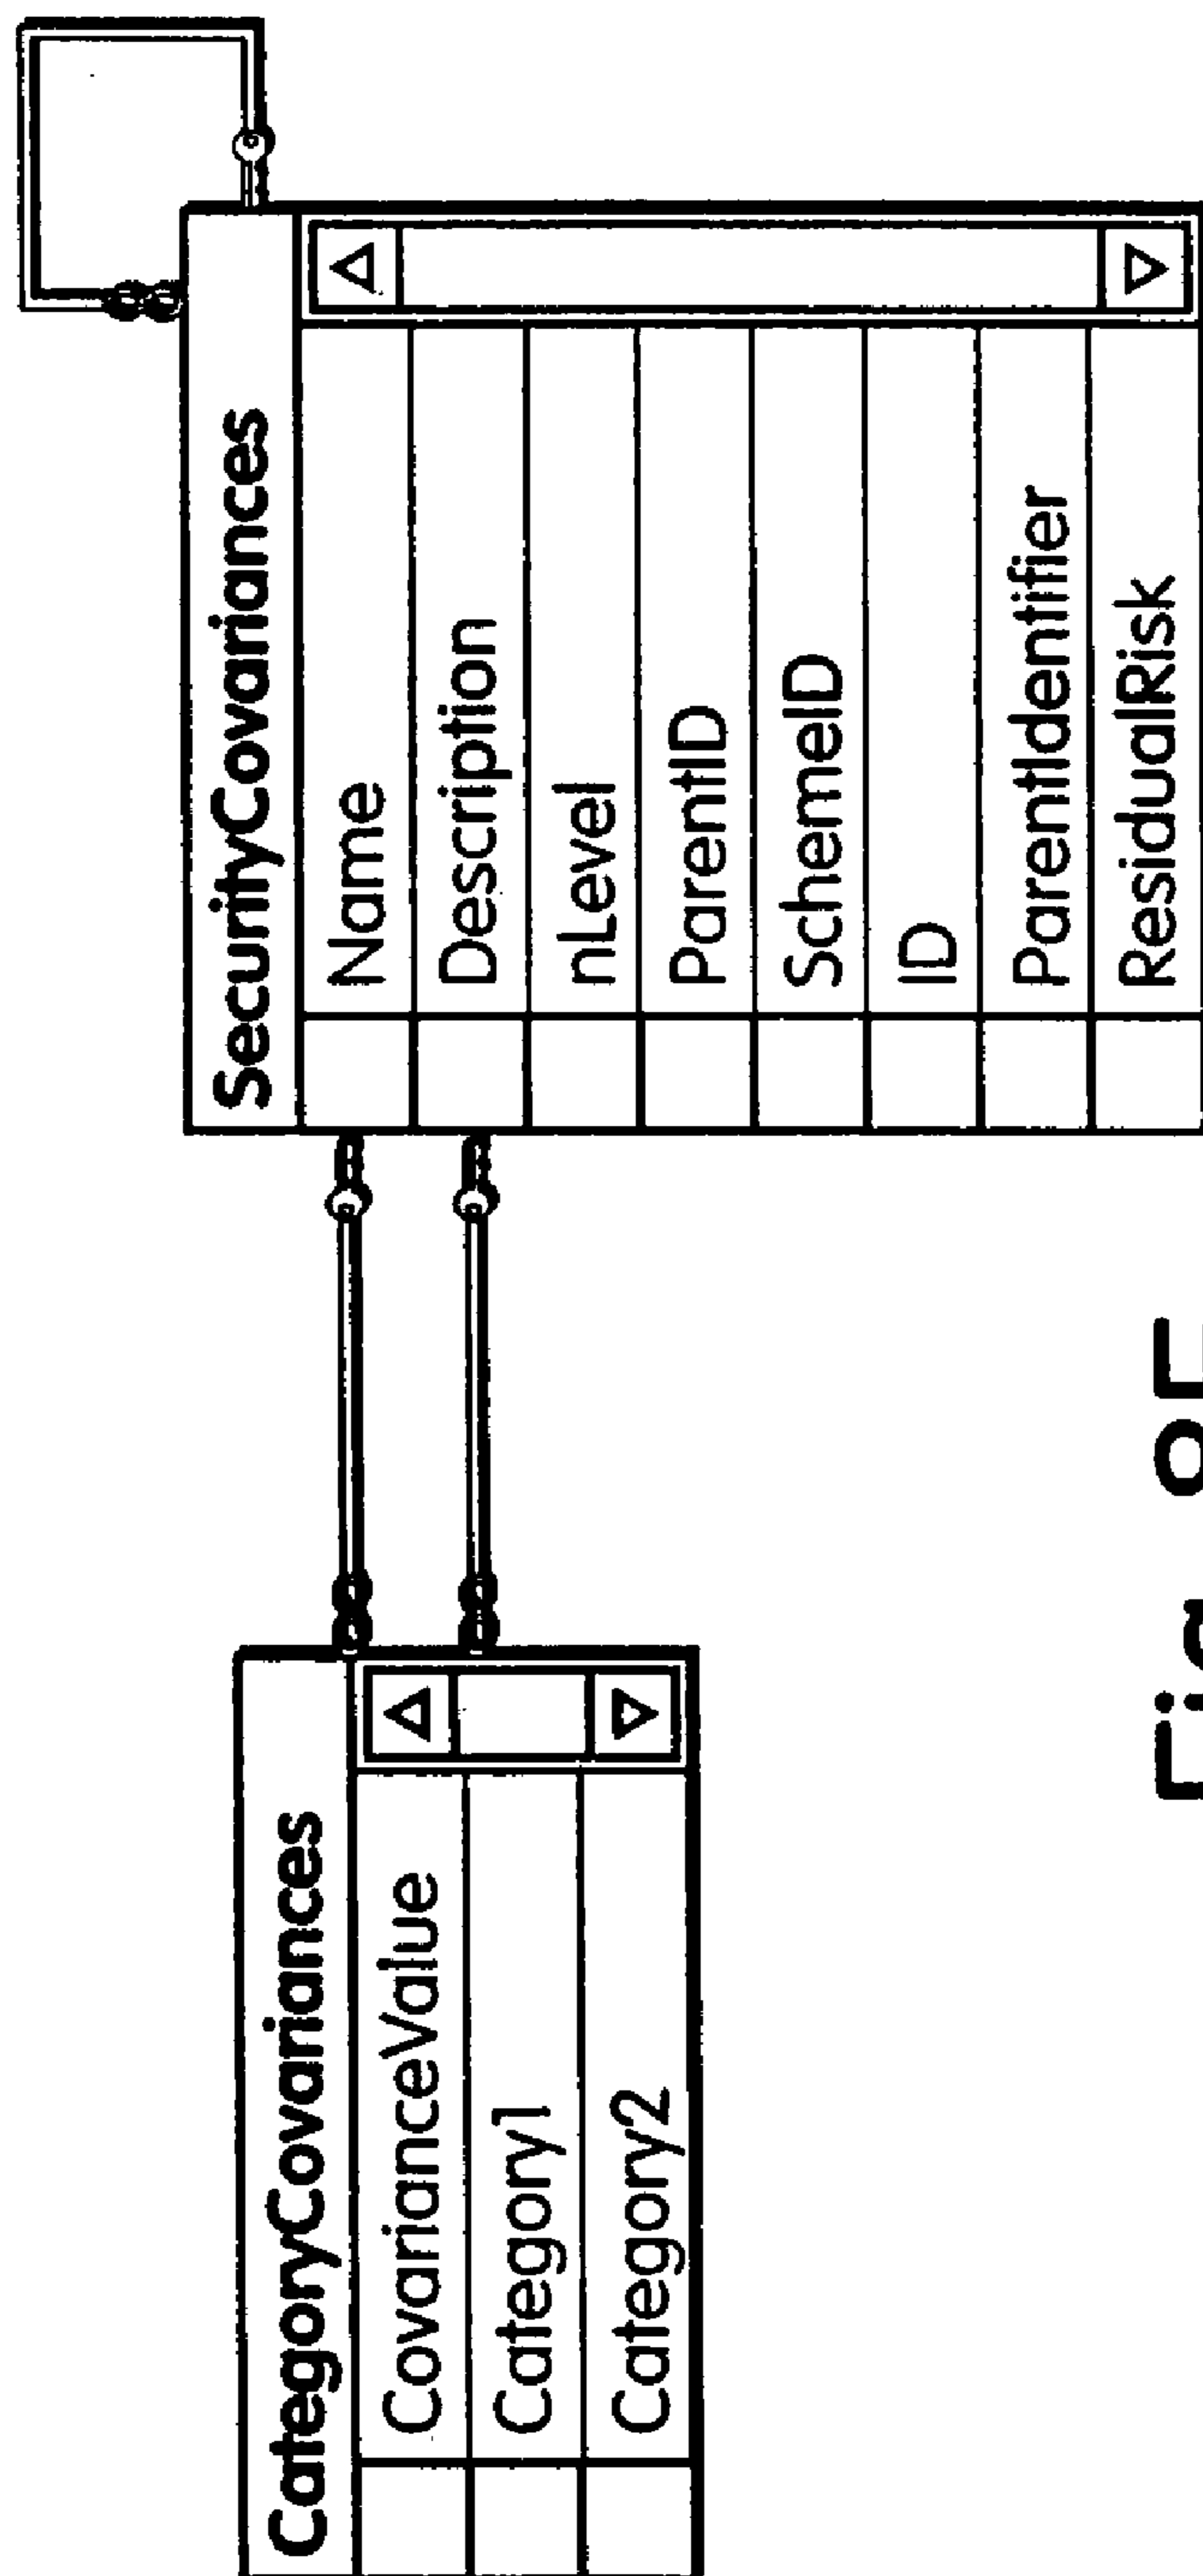 CategoryCovariances
CovarianceValue
Category1
Category2
SecurityCovariances
Name
Description
nLevel
ParentID
SchemeID
ID
ParentIdentifier
ResidualRisk